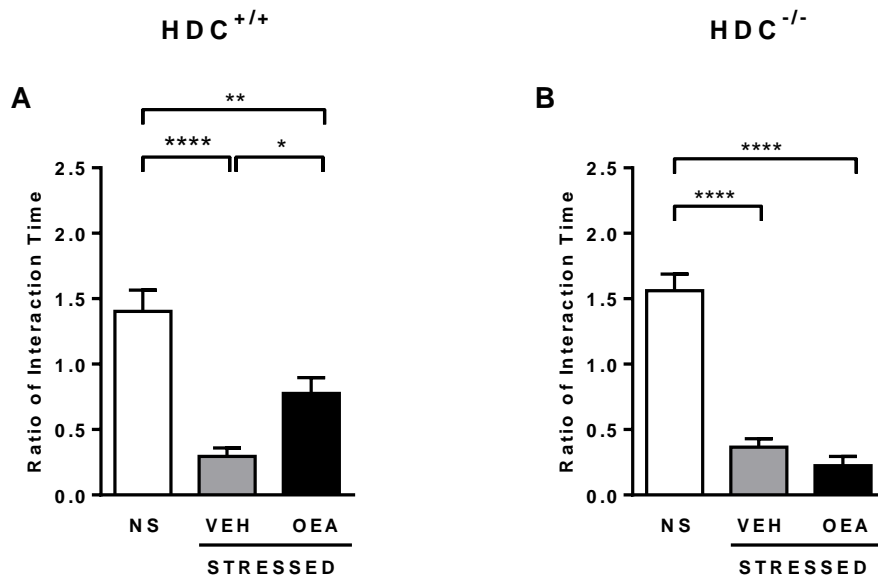 HDC+/+
HDC-/-
A
B
**
****
*
****
****
Ratio of Interaction Time
2.5
2.0
1.5
1.0
0.5
0.0
NS VEH OEA
STRESSED
Ratio of Interaction Time
2.5
2.0
1.5
1.0
0.5
0.0
NS VEH OEA
STRESSED